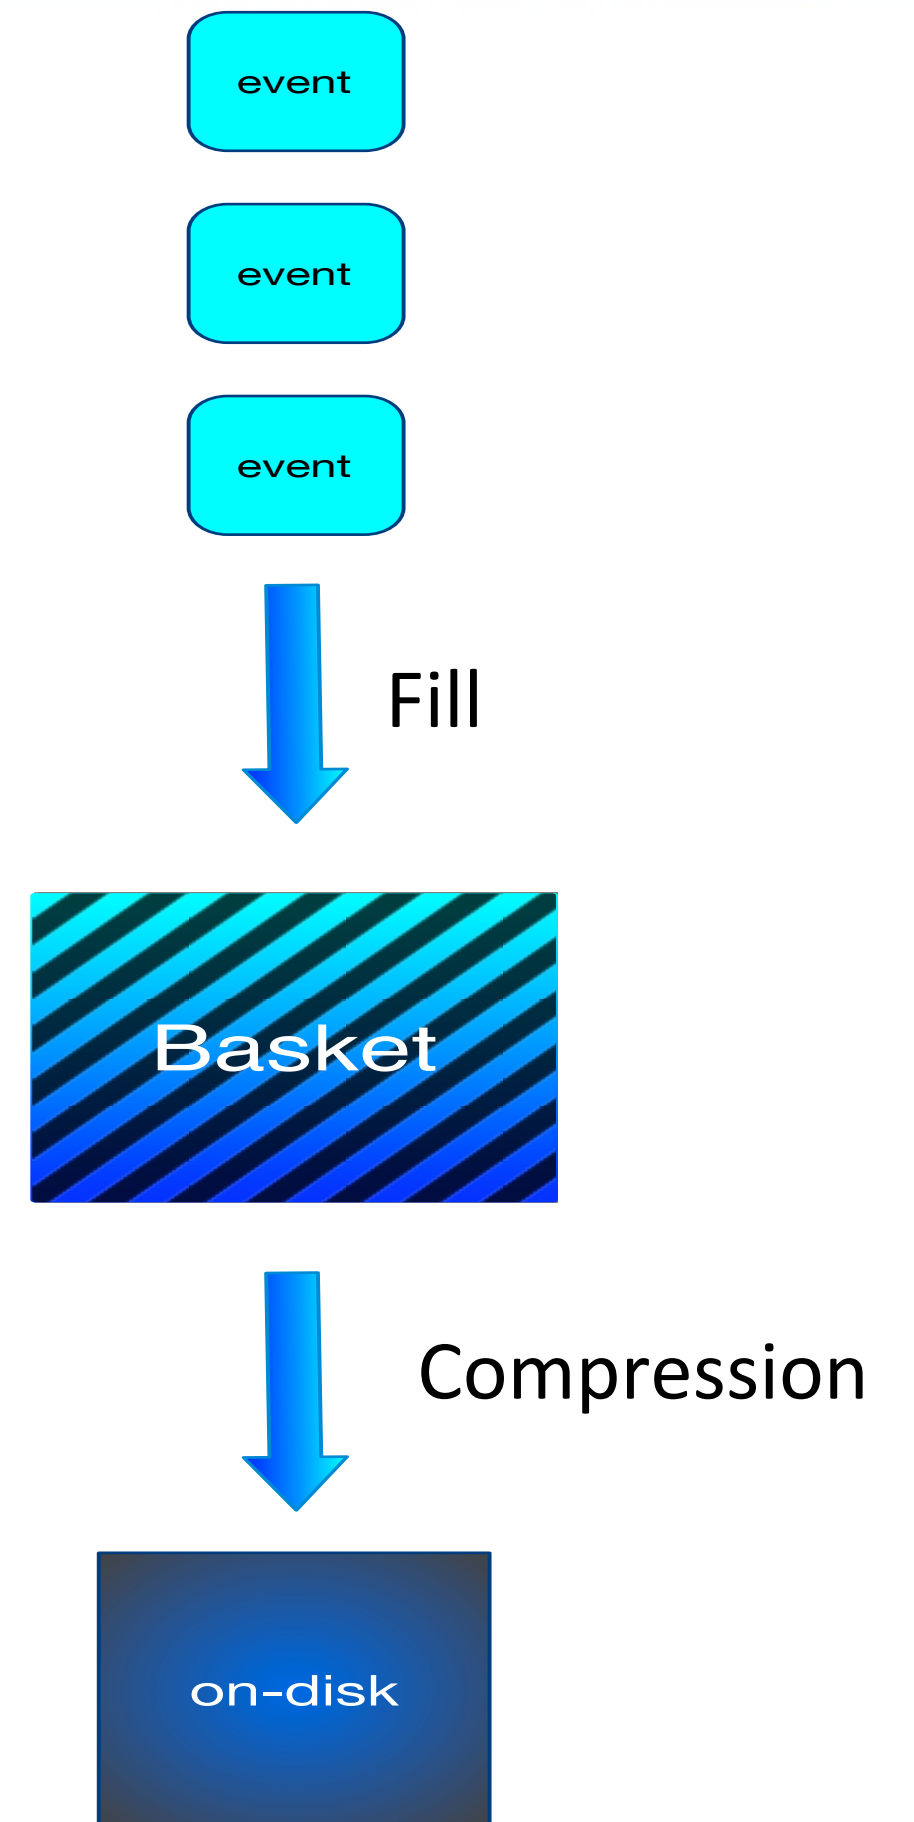 event
event
event
Fill
Basket
Compression
on-disk